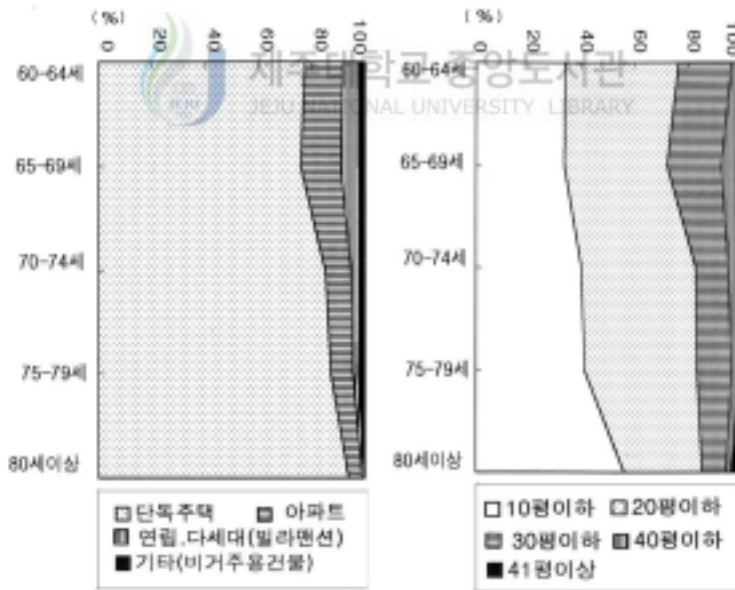 (%)
0 20 40 60 80 100
60-64세
65-69세
70-74세
75-79세
80세이상
단독주택 아파트
연립,다세대(빌라맨션)
기타(비거주용건물)
(%)
0 20 40 60 80 100
60-64세
65-69세
70-74세
75-79세
80세이상
10평이하 20평이하
30평이하 40평이하
41평이상
제주대학교 중앙도서관
JEJU NATIONAL UNIVERSITY LIBRARY
JEJU